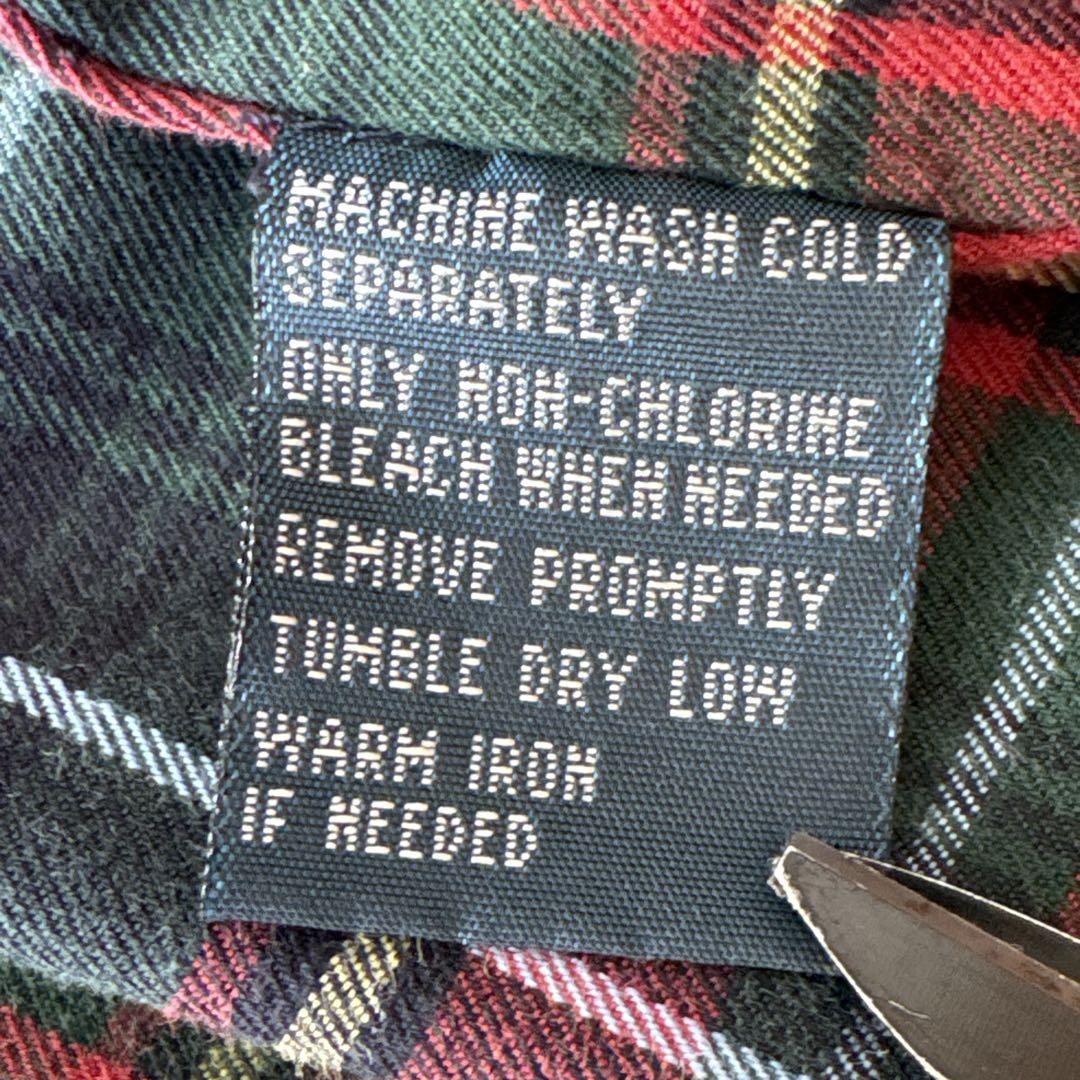 MACHINE WASH COLD
SEPARATELY
ONLY NON-CHLORINE
BLEACH WHEN NEEDED
REMOVE PROMPTLY
TUMBLE DRY LOW
WARM IRON
IF NEEDED